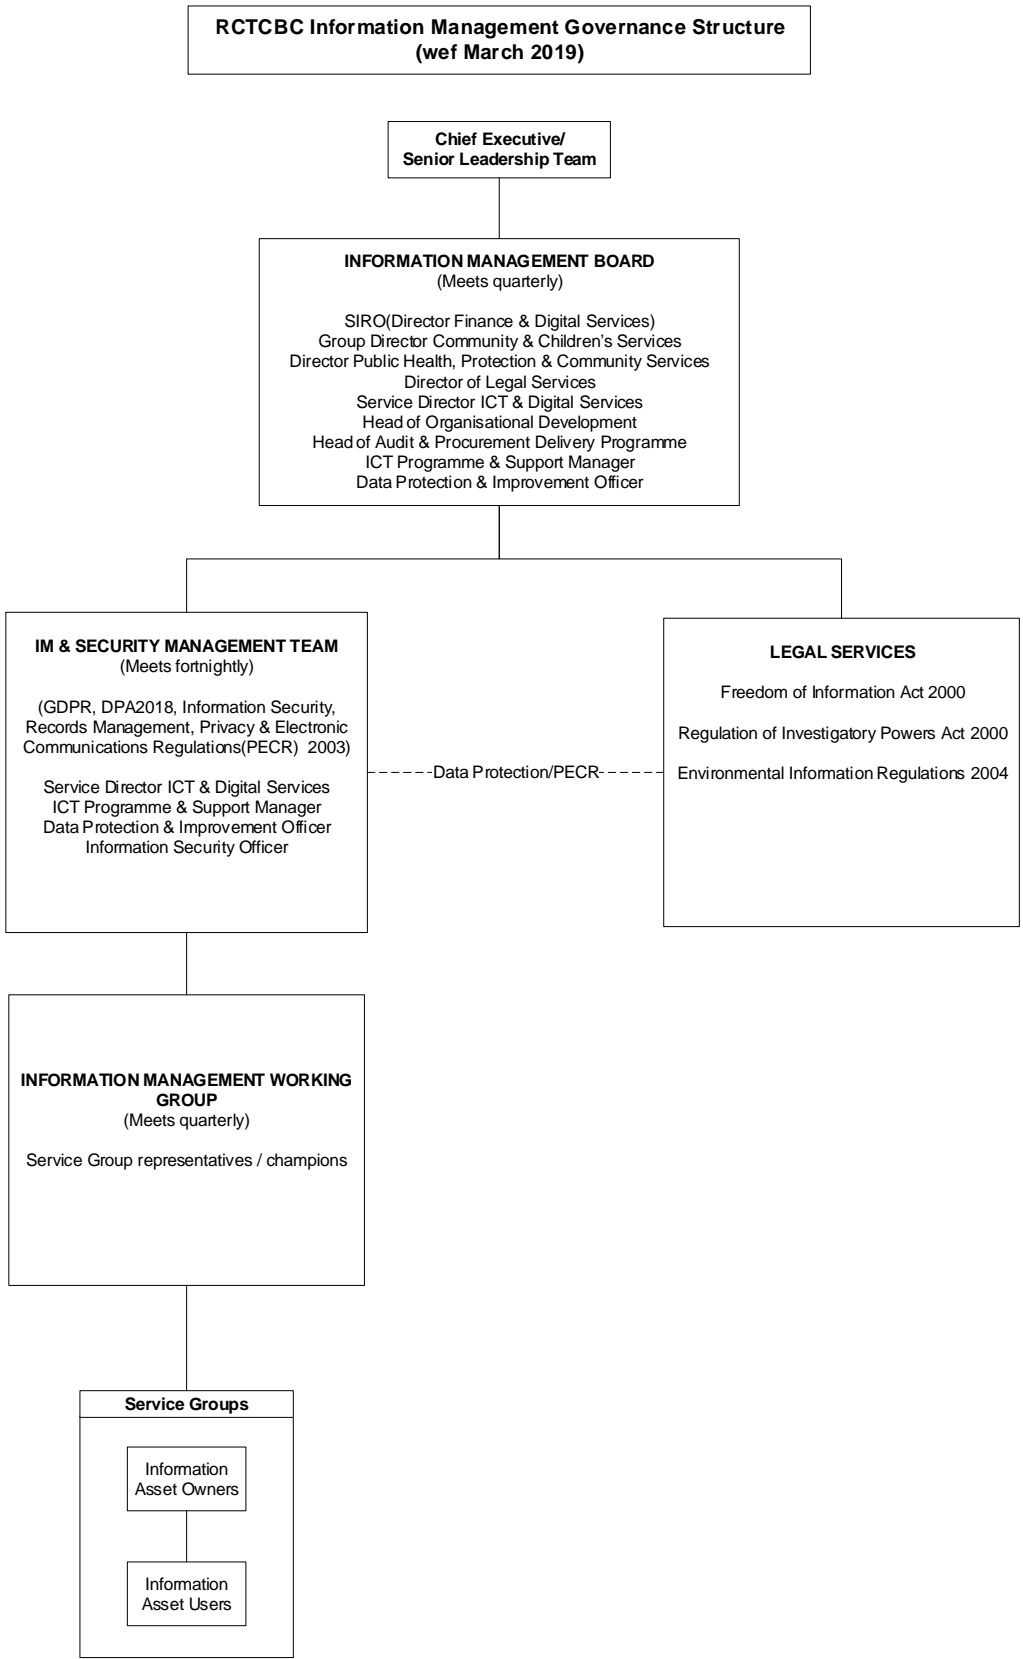 RCTCBC Information Management Governance Structure
(wef March 2019)
Chief Executive/
Senior Leadership Team
INFORMATION MANAGEMENT BOARD
(Meets quarterly)
SIRO(Director Finance & Digital Services)
Group Director Community & Children's Services
Director Public Health, Protection & Community Services
Director of Legal Services
Service Director ICT & Digital Services
Head of Organisational Development
Head of Audit & Procurement Delivery Programme
ICT Programme & Support Manager
Data Protection & Improvement Officer
IM & SECURITY MANAGEMENT TEAM
(Meets fortnightly)
(GDPR, DPA2018, Information Security,
Records Management, Privacy & Electronic
Communications Regulations(PECR) 2003)
Service Director ICT & Digital Services
ICT Programme & Support Manager
Data Protection & Improvement Officer
Information Security Officer
Data Protection/PECR
LEGAL SERVICES
Freedom of Information Act 2000
Regulation of Investigatory Powers Act 2000
Environmental Information Regulations 2004
INFORMATION MANAGEMENT WORKING
GROUP
(Meets quarterly)
Service Group representatives / champions
Service Groups
Information
Asset Owners
Information
Asset Users